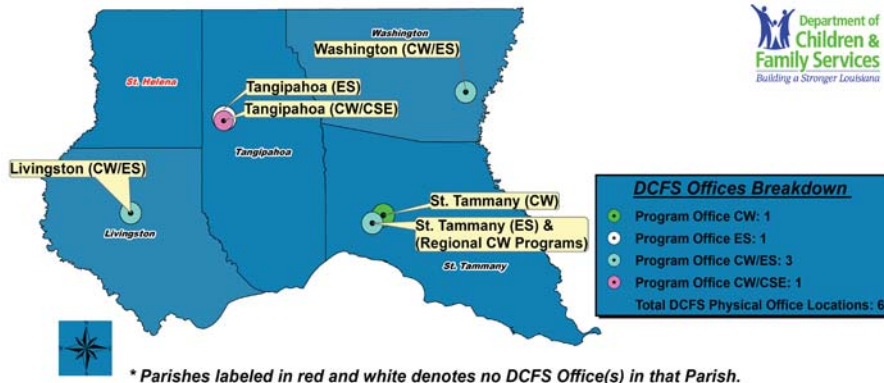 Washington
Washington (CW/ES)
Department of
Children &
Family Services
Building a Stronger Louisiana
St. Helena
Tangipahoa (ES)
Tangipahoa (CW/CSE)
Tangipahoa
Livingston (CW/ES)
Livingston
St. Tammany (CW)
St. Tammany (ES) &
(Regional CW Programs)
St. Tammany
DCFS Offices Breakdown
Program Office CW: 1
Program Office ES: 1
Program Office CW/ES: 3
Program Office CW/CSE: 1
Total DCFS Physical Office Locations: 6
* Parishes labeled in red and white denotes no DCFS Office(s) in that Parish.